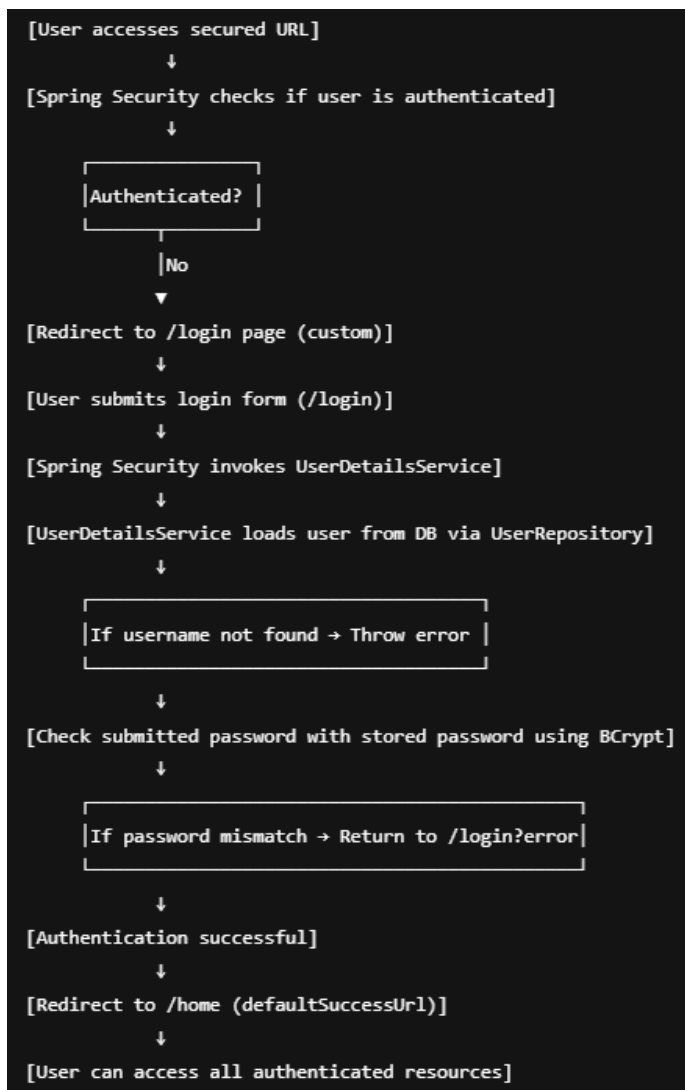 [User accesses secured URL]
↓
[Spring Security checks if user is authenticated]
↓
Authenticated?
No
▼
[Redirect to /login page (custom)]
↓
[User submits login form (/login)]
↓
[Spring Security invokes UserDetailsService]
↓
[UserDetailsService loads user from DB via UserRepository]
↓
If username not found → Throw error
↓
[Check submitted password with stored password using BCrypt]
↓
If password mismatch → Return to /login?error
↓
[Authentication successful]
↓
[Redirect to /home (defaultSuccessUrl)]
↓
[User can access all authenticated resources]